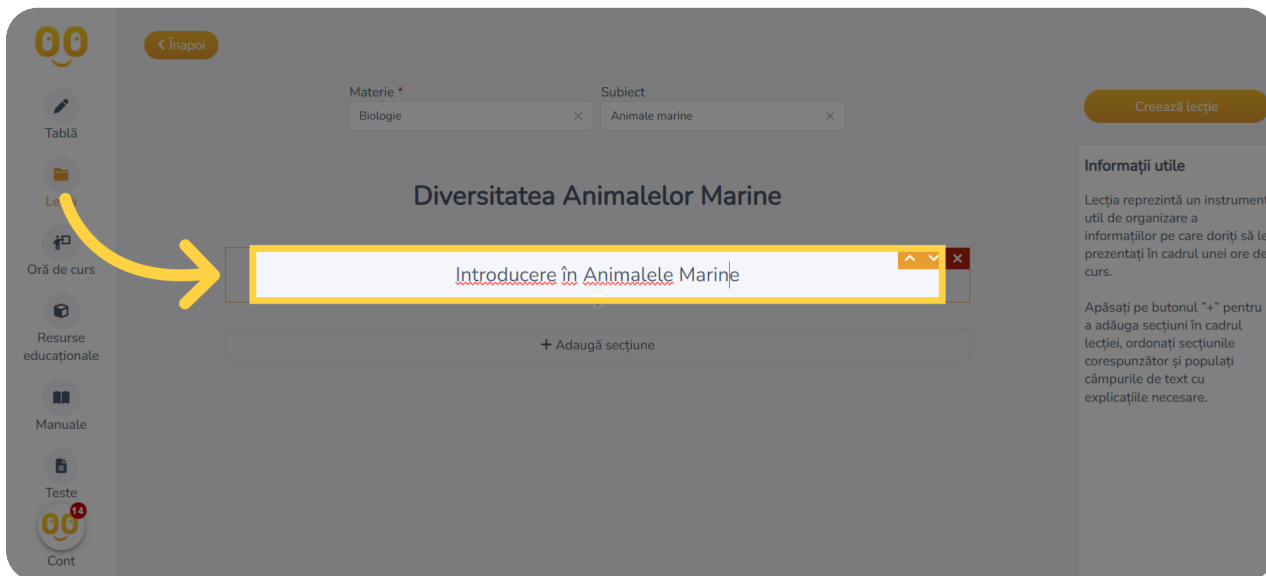 Înapoi
Tablă
Lecții
Oră de curs
Resurse
educaționale
Manuale
Teste
14
Cont
Materie *
Subiect
Biologie
Animale marine
Diversitatea Animalelor Marine
Introducere în Animalele Marine
+ Adaugă secțiune
Creează lecție
Informații utile
Lecția reprezintă un instrument
util de organizare a
informațiilor pe care doriți să le
prezentați în cadrul unei ore de
curs.
Apăsați pe butonul "+" pentru
a adăuga secțiuni în cadrul
lecției, ordonați secțiunile
corespunzător și populați
câmpurile de text cu
explicațiile necesare.